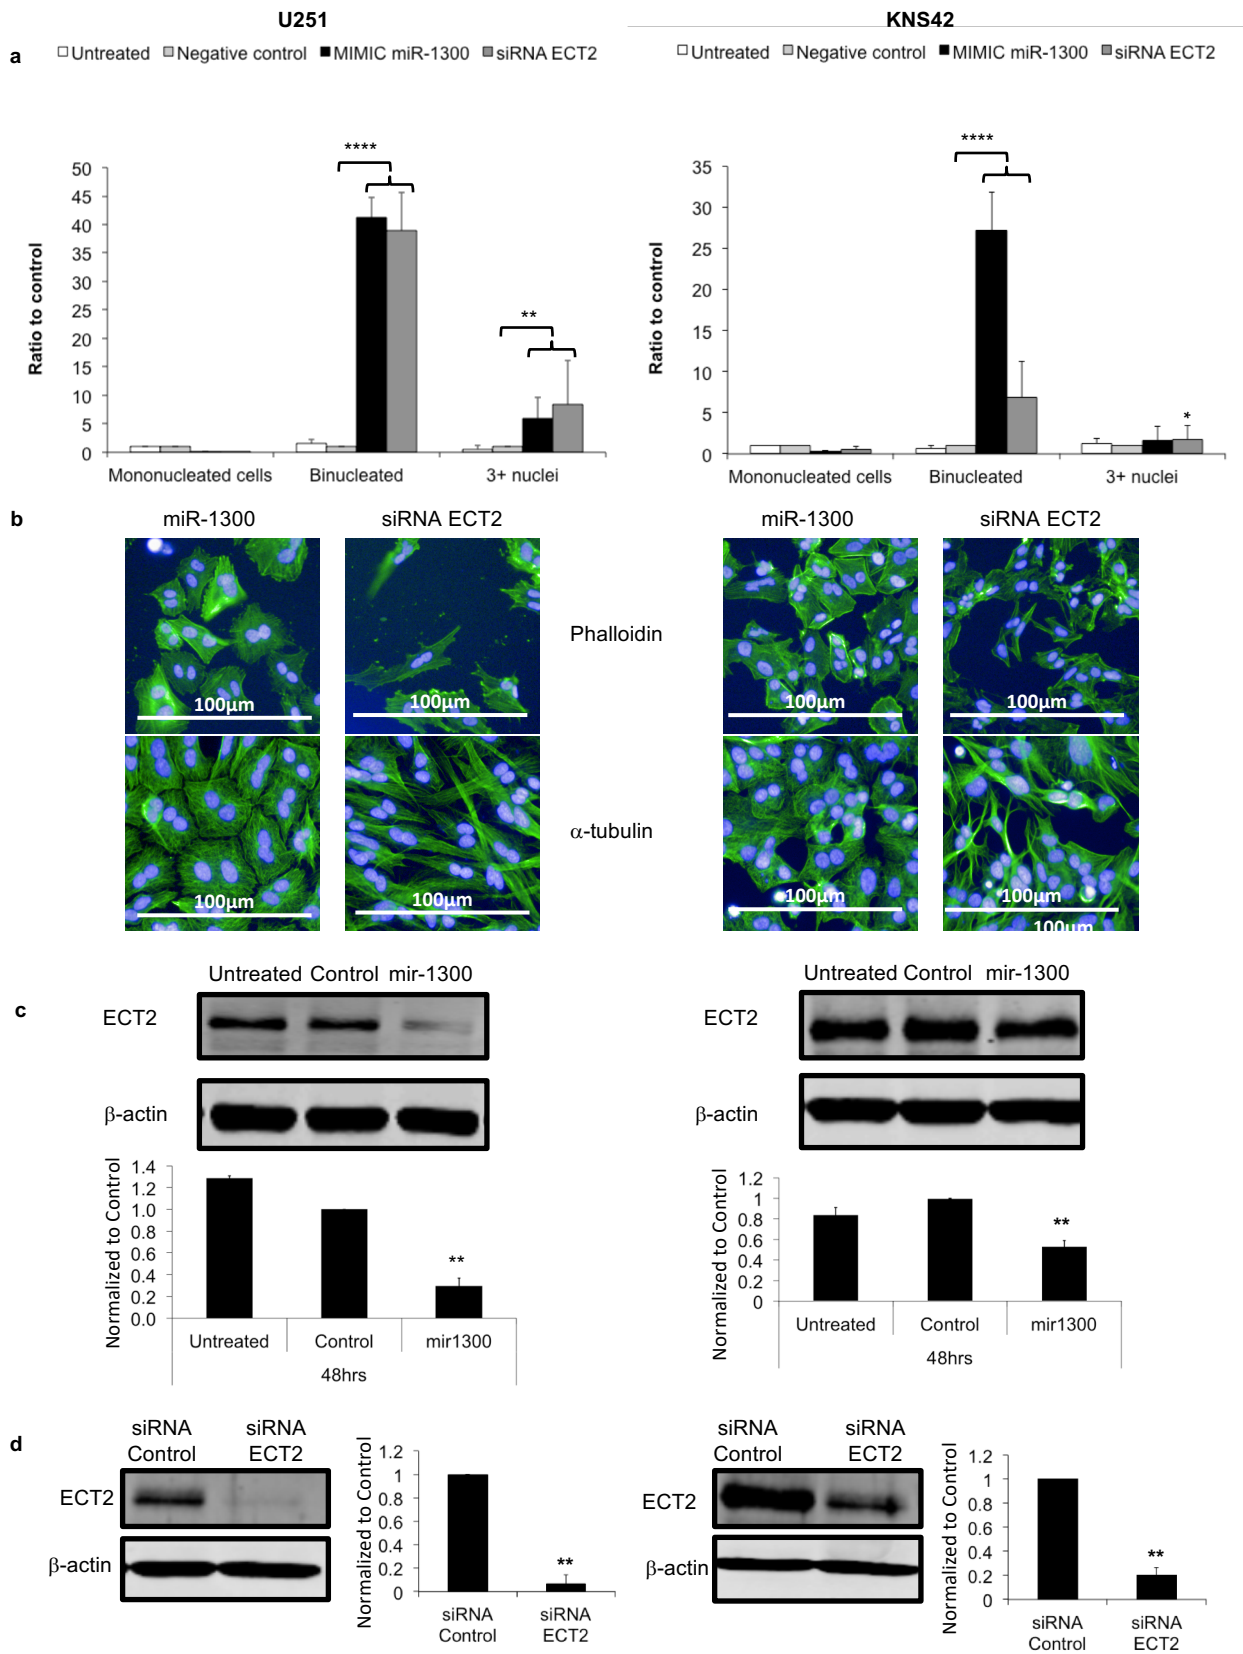 U251
KNS42
a
Untreated Negative control MIMIC miR-1300 siRNA ECT2
Untreated Negative control MIMIC miR-1300 siRNA ECT2
****
**
Ratio to control
50
45
40
35
30
25
20
15
10
5
0
Mononucleated cells Binucleated 3+ nuclei
****
*
Ratio to control
35
30
25
20
15
10
5
0
Mononucleated cells Binucleated 3+ nuclei
b
miR-1300 siRNA ECT2
miR-1300 siRNA ECT2
100µm 100µm
Phalloidin
100µm 100µm
100µm 100µm
α-tubulin
100µm 100µm
100µm
c
Untreated Control mir-1300
ECT2
β-actin
Normalized to Control
1.4
1.2
1.0
0.8
0.6
0.4
0.2
0.0
**
Untreated Control mir1300
48hrs
Untreated Control mir-1300
ECT2
β-actin
Normalized to Control
1.2
1
0.8
0.6
0.4
0.2
0
**
Untreated Control mir1300
48hrs
d
siRNA siRNA
Control ECT2
ECT2
β-actin
Normalized to Control
1.2
1
0.8
0.6
0.4
0.2
0
**
siRNA siRNA
Control ECT2
siRNA siRNA
Control ECT2
ECT2
β-actin
Normalized to Control
1.2
1
0.8
0.6
0.4
0.2
0
**
siRNA siRNA
Control ECT2